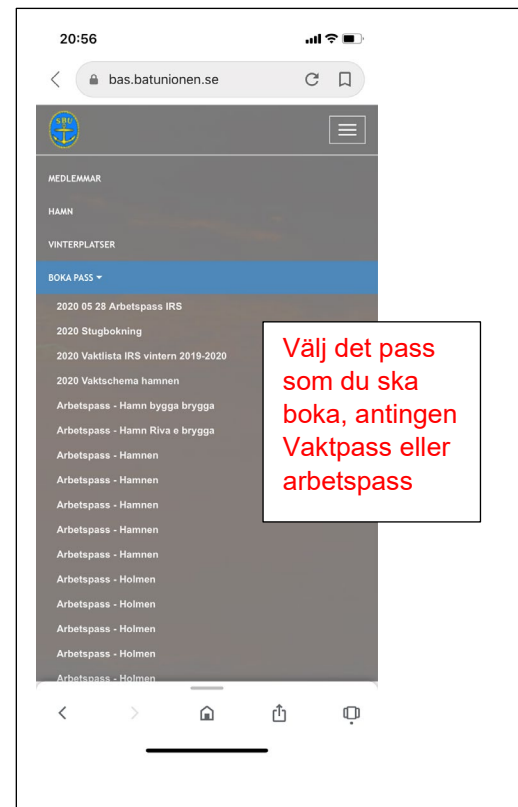 20:56
bas.batunionen.se
SBU
MEDLEMMAR
HAMN
VINTERPLATSER
BOKA PASS
2020 05 28 Arbetspass IRS
2020 Stugbokning
2020 Vaktlista IRS vintern 2019-2020
2020 Vaktschema hamnen
Arbetspass - Hamn bygga brygga
Arbetspass - Hamn Riva e brygga
Arbetspass - Hamnen
Arbetspass - Hamnen
Arbetspass - Hamnen
Arbetspass - Hamnen
Arbetspass - Hamnen
Arbetspass - Holmen
Arbetspass - Holmen
Arbetspass - Holmen
Arbetspass - Holmen
Arbetspass - Holmen
Välj det pass
som du ska
boka, antingen
Vaktpass eller
arbetspass